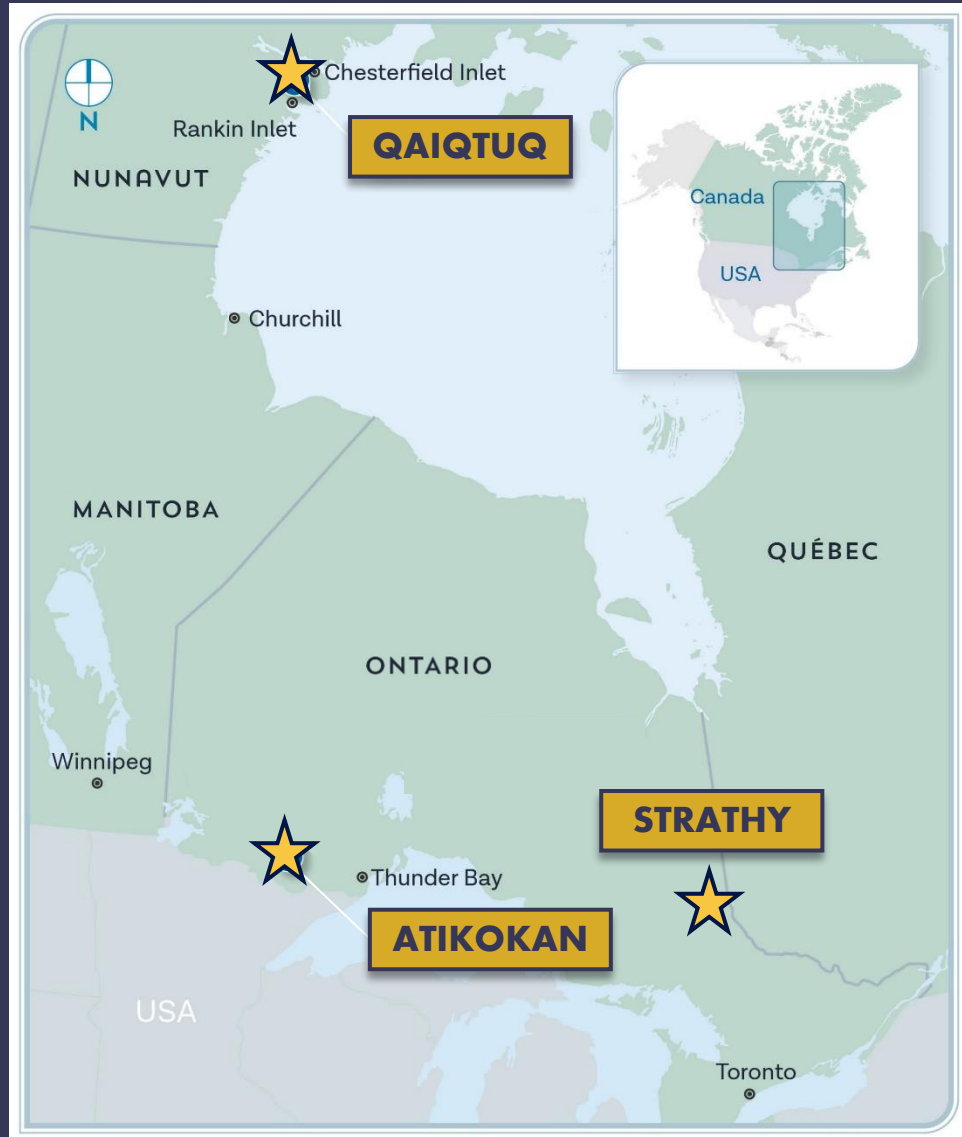 Chesterfield Inlet
N
Rankin Inlet
QAIQTUQ
NUNAVUT
Canada
USA
Churchill
MANITOBA
QUÉBEC
ONTARIO
Winnipeg
STRATHY
Thunder Bay
ATIKOKAN
USA
Toronto